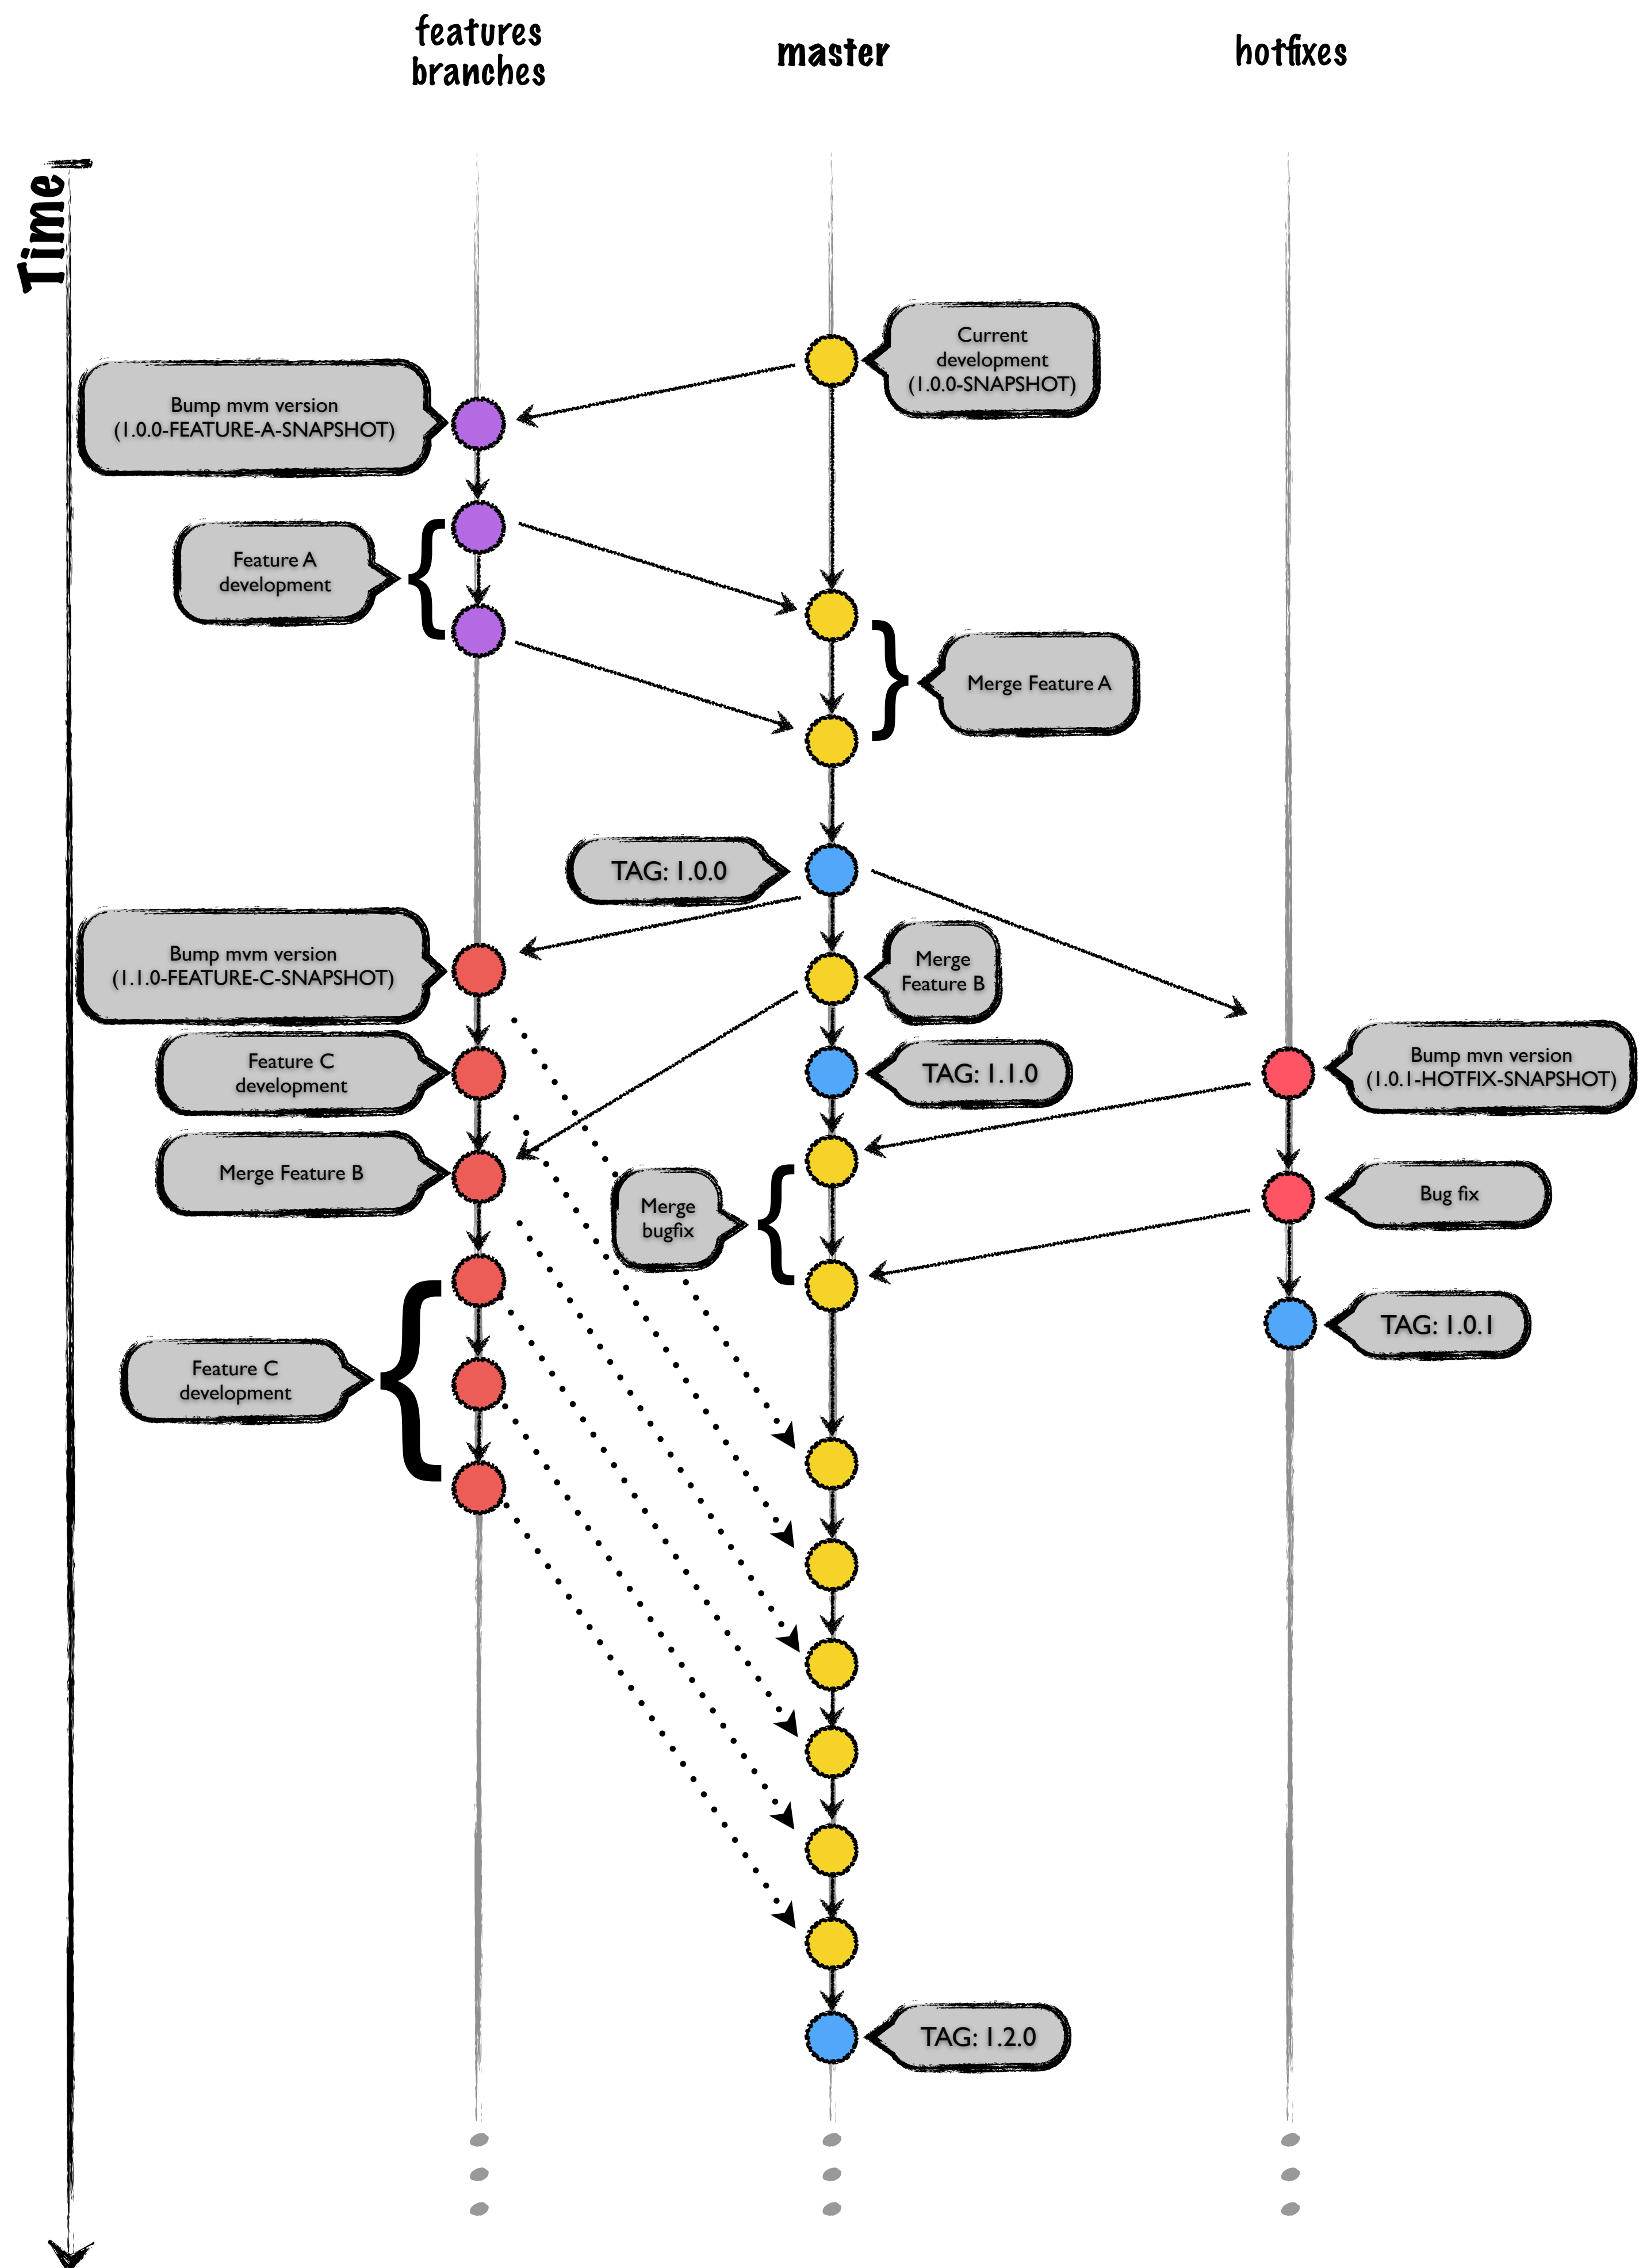 features
branches
master
hotfixes
Time
Current
development
(1.0.0-SNAPSHOT)
Bump mvm version
(1.0.0-FEATURE-A-SNAPSHOT)
Feature A
development
Merge Feature A
TAG: 1.0.0
Bump mvm version
(1.1.0-FEATURE-C-SNAPSHOT)
Merge
Feature B
Feature C
development
TAG: 1.1.0
Bump mvn version
(1.0.1-HOTFIX-SNAPSHOT)
Merge Feature B
Merge
bugfix
Bug fix
TAG: 1.0.1
Feature C
development
TAG: 1.2.0